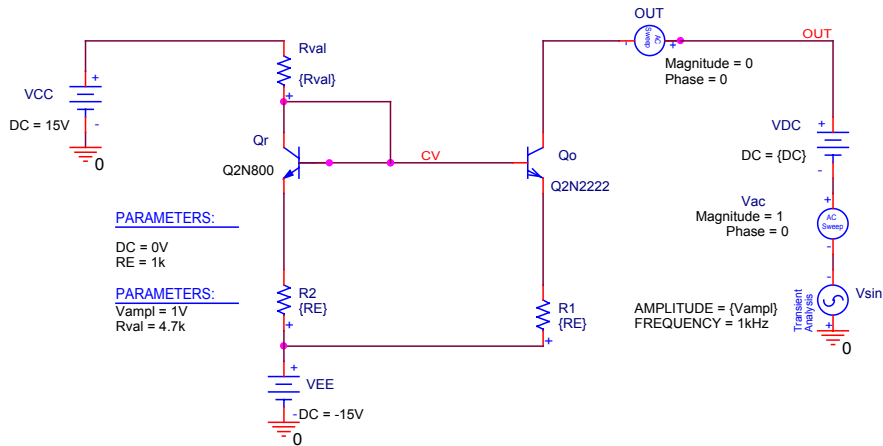 OUT
AC
Sweep
-
+
OUT
Magnitude = 0
Phase = 0
Rval
{Rval}
+
VCC
+
-
DC = 15V
0
Qr
Q2N800
CV
Qo
Q2N2222
VDC
+
DC = {DC}
-
Vac
+
Magnitude = 1
Phase = 0
AC
Sweep
-
PARAMETERS:
DC = 0V
RE = 1k
PARAMETERS:
Vampl = 1V
Rval = 4.7k
R2
{RE}
+
R1
{RE}
+
-
Vsin
AMPLITUDE = {Vampl}
FREQUENCY = 1kHz
Transient
Analysis
+
0
+
VEE
-
DC = -15V
0